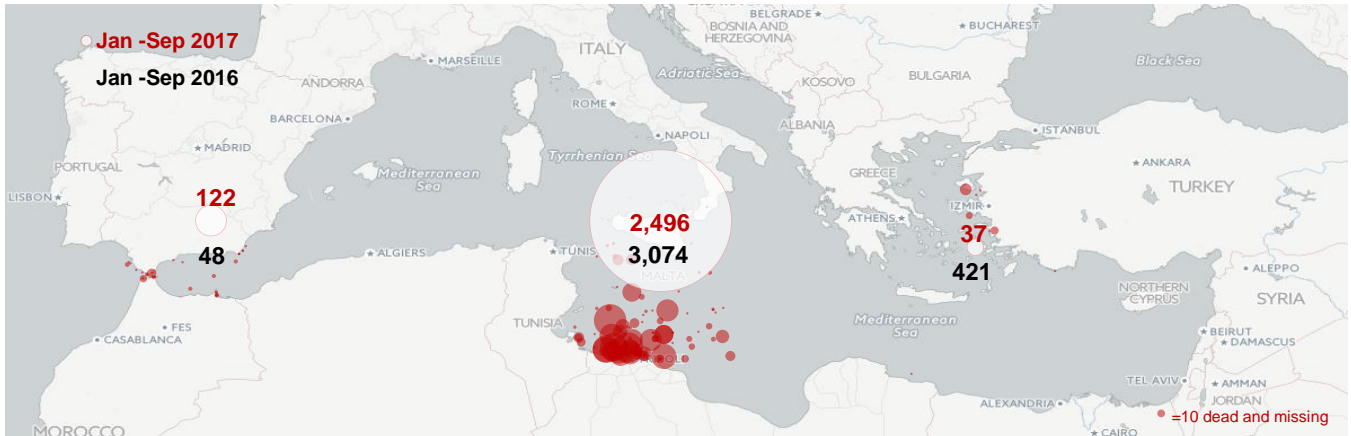 BELGRADE
BOSNIA AND
HERZEGOVINA
BUCHAREST
Jan -Sep 2017
ITALY
MARSEILLE
Adriatic Sea
Black Sea
Jan -Sep 2016
ANDORRA
KOSOVO
BULGARIA
ROME
BARCELONA
ALBANIA
ISTANBUL
NAPOLI
MADRID
Tyrrhenian Sea
ANKARA
PORTUGAL
Mediterranean
Sea
GREECE
TURKEY
LISBON
122
IZMIR
2,496
ATHENS
37
48
ALGIERS
TUNIS
3,074
421
MALTA
ALEPPO
NORTHERN
CYPRUS
SYRIA
TUNISIA
Mediterranean
Sea
FES
BEIRUT
CASABLANCA
DAMASCUS
TRIPOLI
TEL AVIV
AMMAN
JORDAN
ALEXANDRIA
=10 dead and missing
MOROCCO
CAIRO